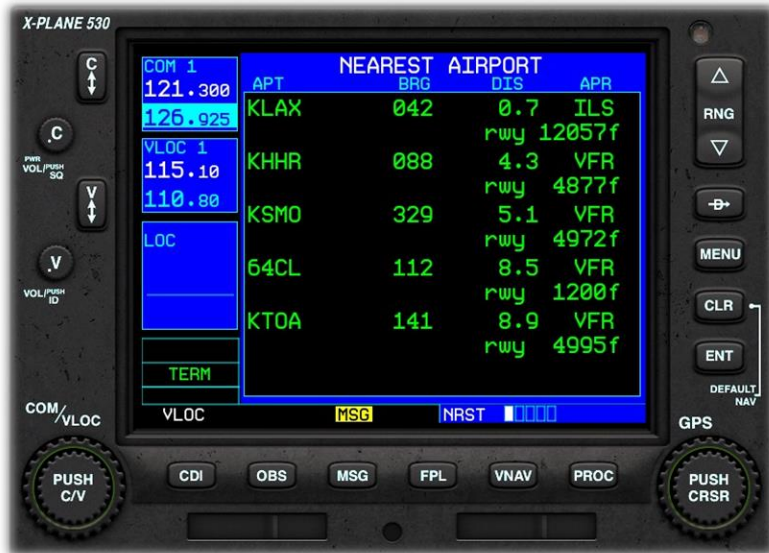 X-PLANE 530
C
.C
PWR
VOL/PUSH SQ
V
.V
VOL/PUSH ID
COM/VLOC
PUSH
C/V
COM 1
121.300
126.925
VLOC 1
115.10
110.80
LOC
TERM
VLOC
NEAREST AIRPORT
APT BRG DIS APR
KLAX 042 0.7 ILS
rwy 12057f
KHHR 088 4.3 VFR
rwy 4877f
KSMO 329 5.1 VFR
rwy 4972f
64CL 112 8.5 VFR
rwy 1200f
KTOA 141 8.9 VFR
rwy 4995f
MSG NRST
RNG
D
MENU
CLR
ENT
DEFAULT
NAV
GPS
PUSH
CRSR
CDI OBS MSG FPL VNAV PROC